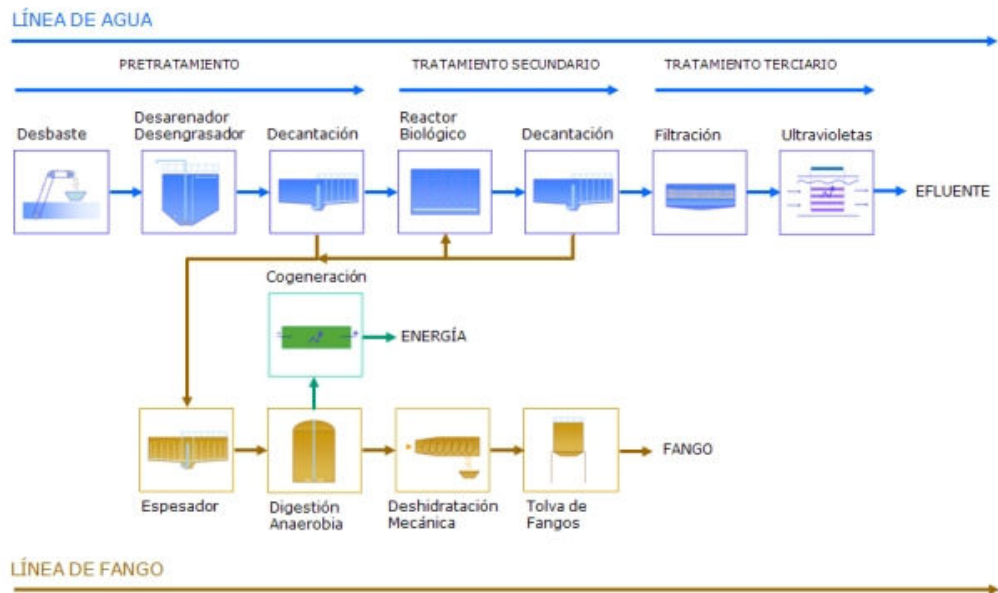 LÍNEA DE AGUA
PRETRATAMIENTO
TRATAMIENTO SECUNDARIO
TRATAMIENTO TERCIARIO
Desbaste
Desarenador
Desengrasador
Decantación
Reactor
Biológico
Decantación
Filtración
Ultravioletas
EFLUENTE
Cogeneración
ENERGÍA
Espesador
Digestión
Anaerobia
Deshidratación
Mecánica
Tolva de
Fangos
FANGO
LÍNEA DE FANGO